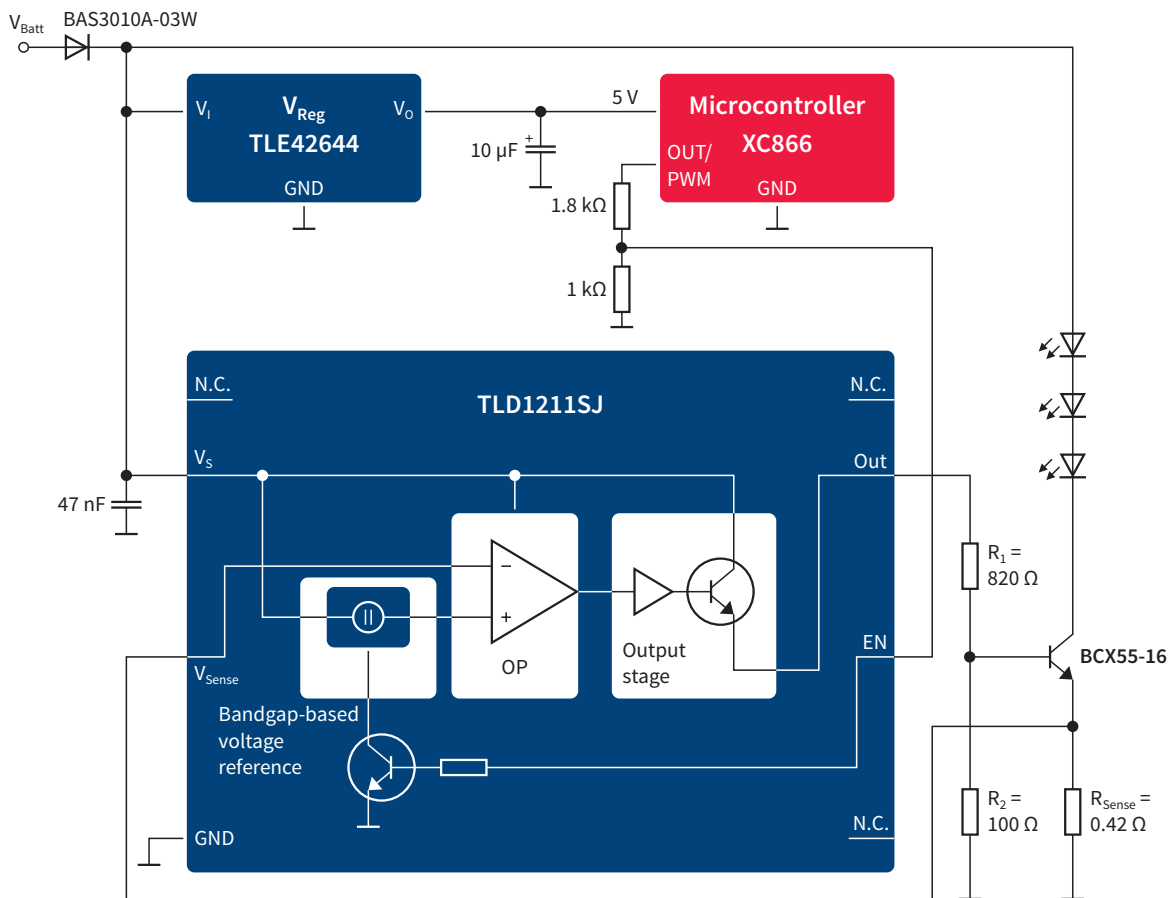 V_Batt
BAS3010A-03W
V_I
V_Reg
V_O
TLE42644
GND
5 V
Microcontroller
XC866
OUT/
PWM
GND
10 µF
+
1.8 kΩ
1 kΩ
N.C.
TLD1211SJ
N.C.
V_S
Out
47 nF
R_1 =
820 Ω
−
+
OP
Output
stage
EN
BCX55-16
V_Sense
Bandgap-based
voltage
reference
R_2 =
100 Ω
R_Sense =
0.42 Ω
GND
N.C.